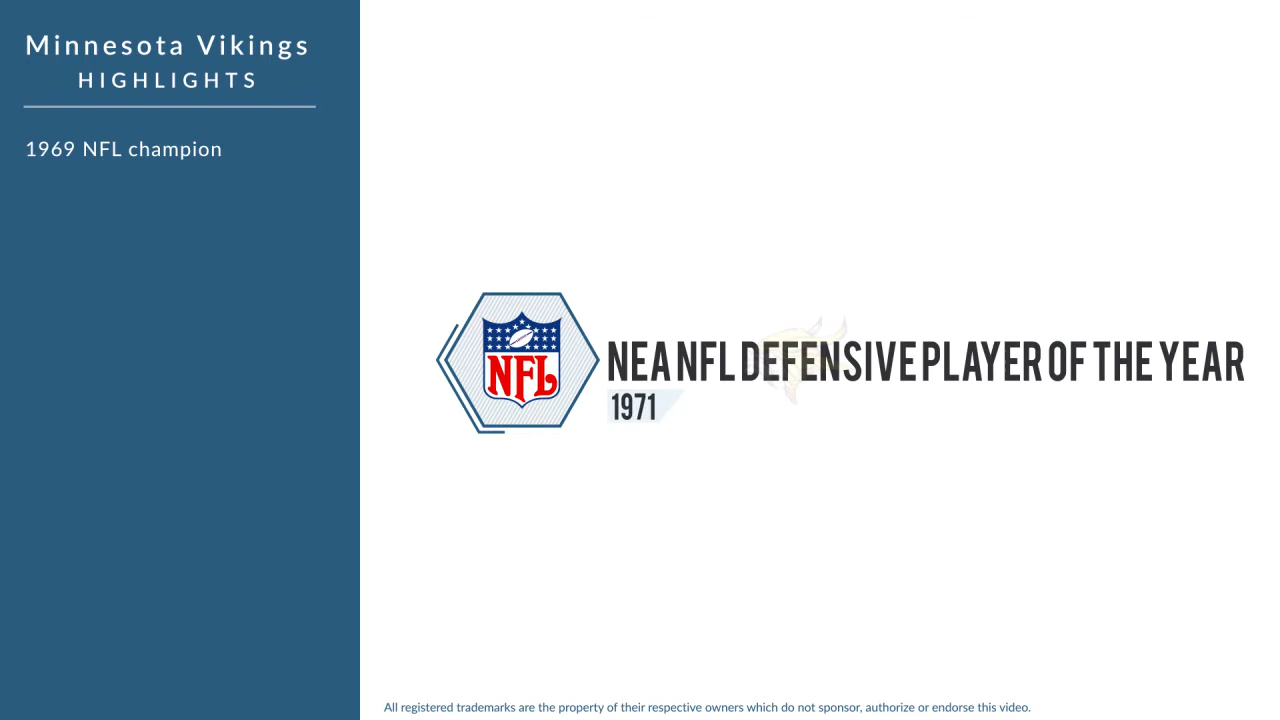 Minnesota Vikings
HIGHLIGHTS
1969 NFL champion
NFL
NEA NFL DEFENSIVE PLAYER OF THE YEAR
1971
All registered trademarks are the property of their respective owners which do not sponsor, authorize or endorse this video.